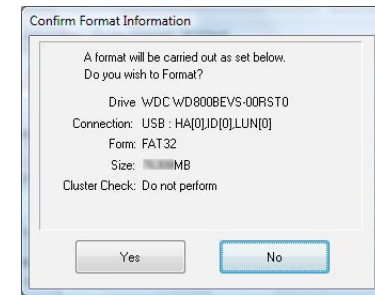 Confirm Format Information
A format will be carried out as set below.
Do you wish to Format?
Drive WDC WD800BEVS-00RST0
Connection: USB : HA[0],ID[0],LUN[0]
Form: FAT32
Size: MB
Cluster Check: Do not perform
Yes
No